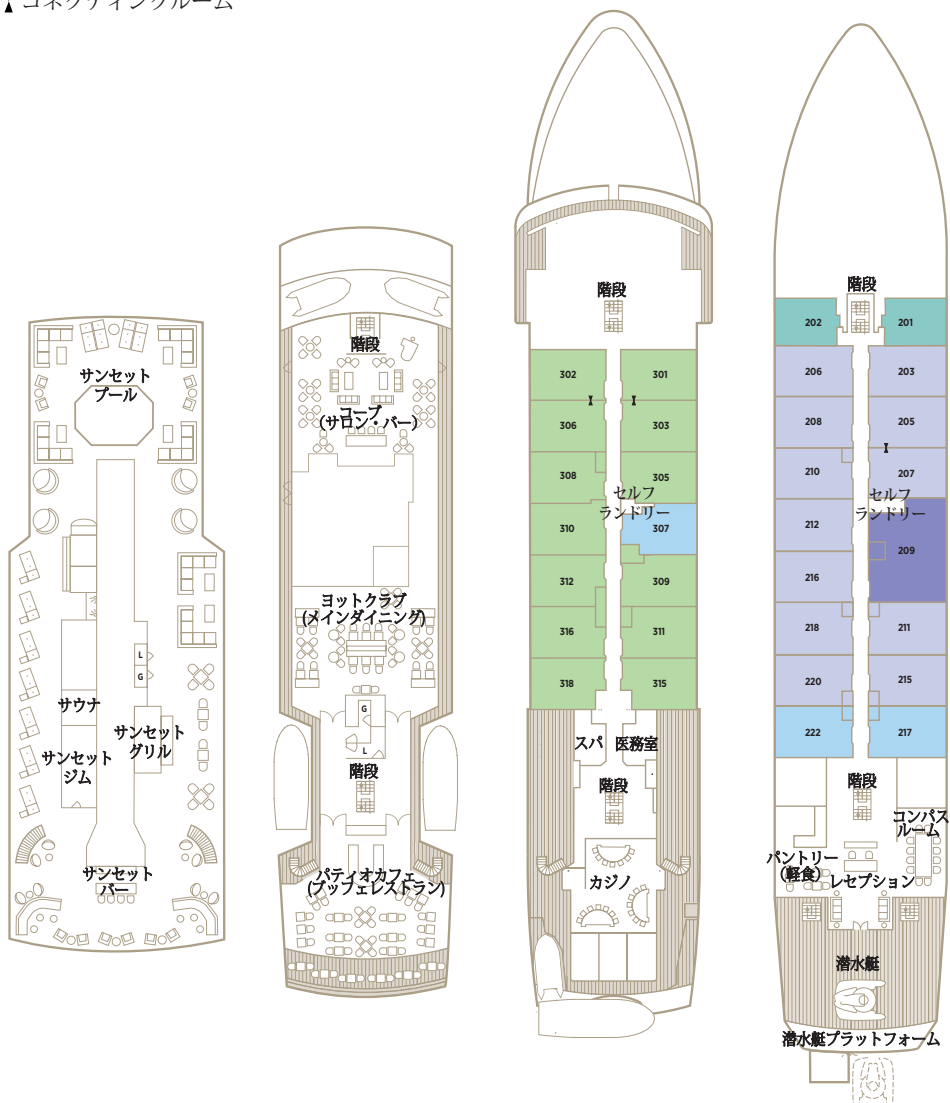 コネクティングルーム
サンセット
プール
サウナ
サンセット
ジム
サンセット
グリル
L
G
サンセット
バー
階段
コーブ
(サロン・バー)
ヨットクラブ
(メインダイニング)
G
L
階段
パティオカフェ
(ブッフェレストラン)
階段
302
301
306
303
308
305
セルフ
ランドリー
310
307
312
309
316
311
318
315
スパ
医務室
階段
カジノ
階段
202
201
206
203
208
205
210
207
セルフ
ランドリー
212
209
216
218
211
220
215
222
217
階段
コンパス
ルーム
パントリー
(軽食)
レセプション
潜水艇
潜水艇プラットフォーム